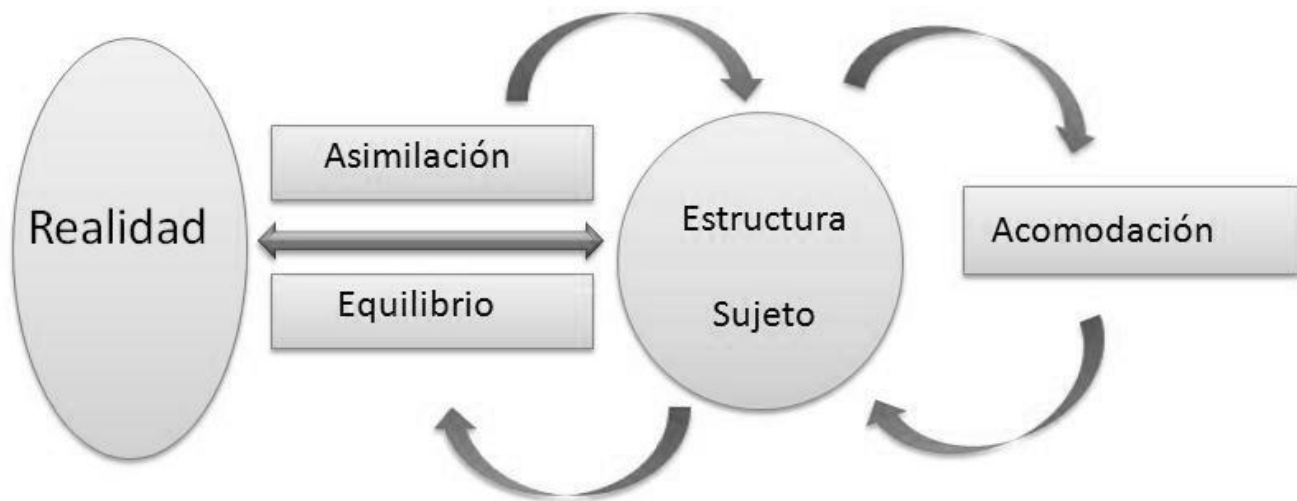 Realidad
Asimilación
Equilibrio
Estructura
Sujeto
Acomodación